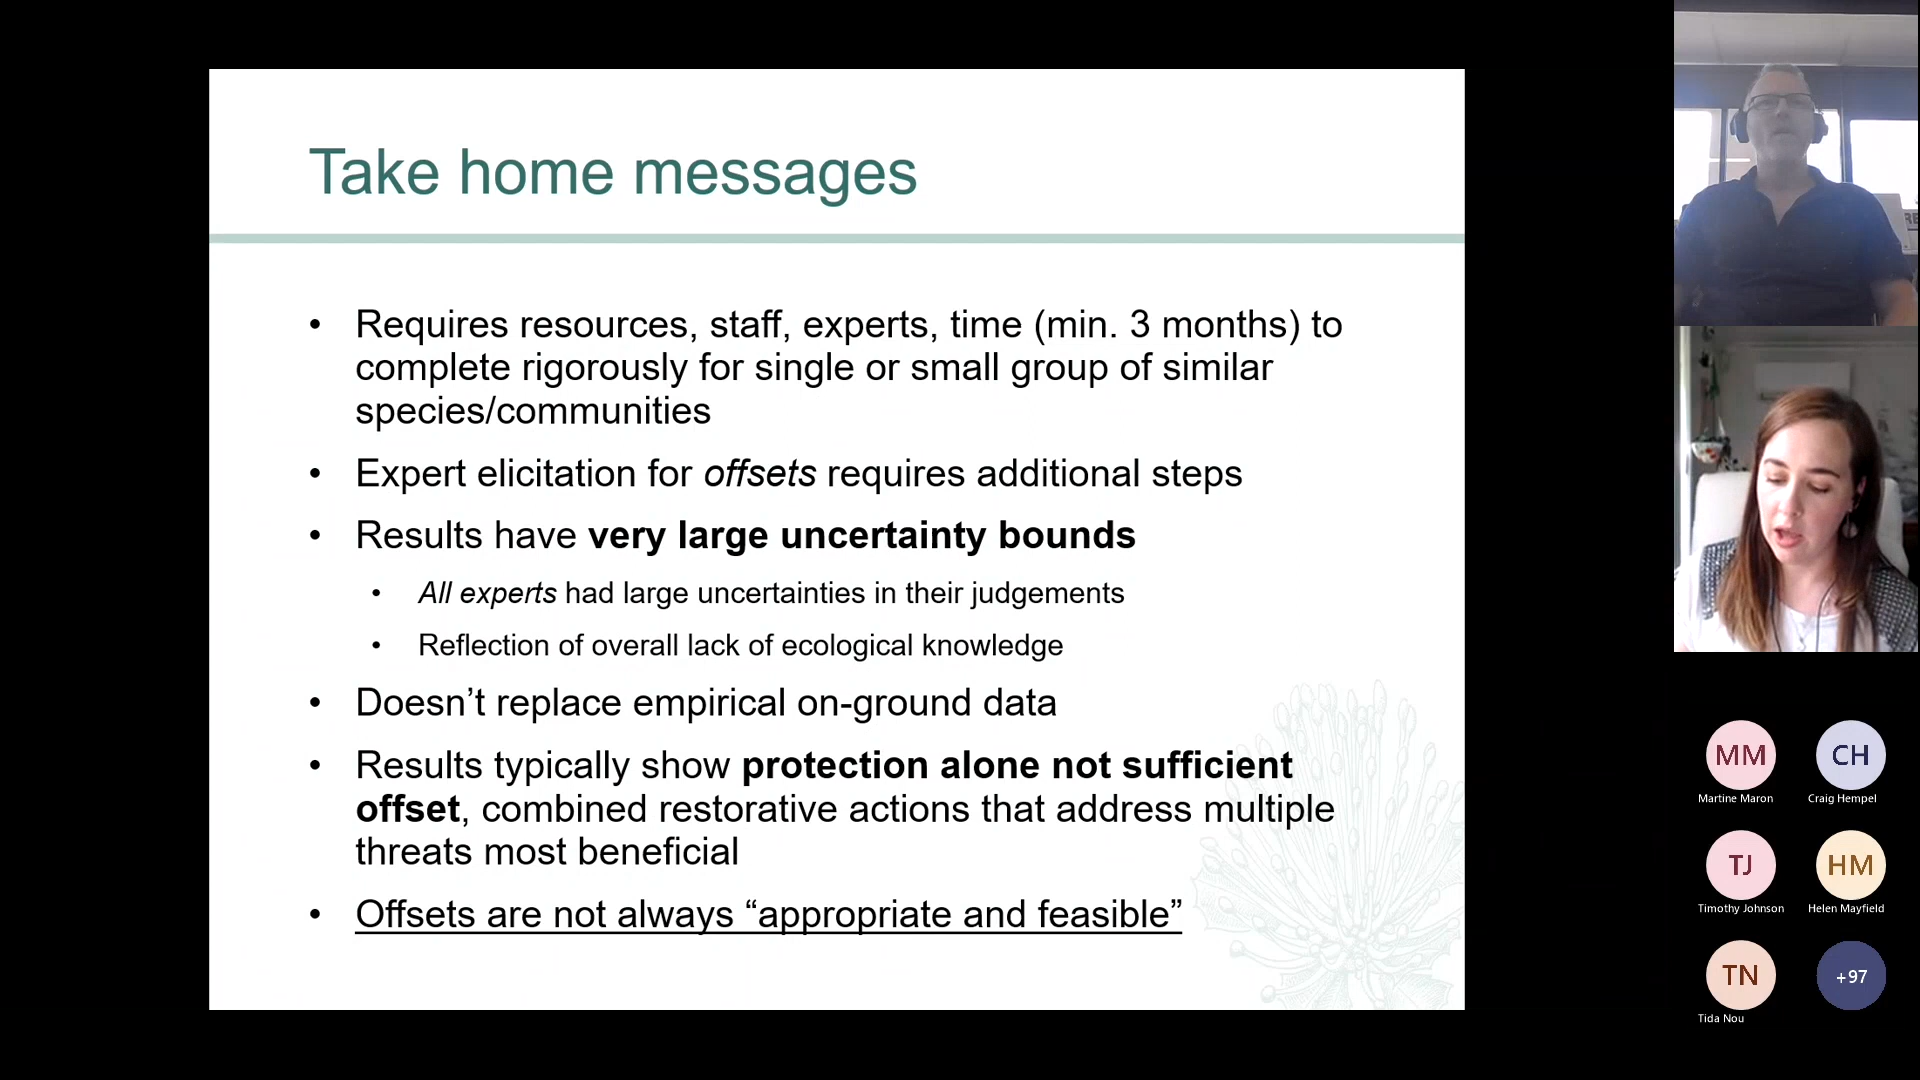 Take home messages
• Requires resources, staff, experts, time (min. 3 months) to
complete rigorously for single or small group of similar
species/communities
• Expert elicitation for offsets requires additional steps
• Results have very large uncertainty bounds
• All experts had large uncertainties in their judgements
• Reflection of overall lack of ecological knowledge
• Doesn’t replace empirical on-ground data
• Results typically show protection alone not sufficient
offset, combined restorative actions that address multiple
threats most beneficial
• Offsets are not always “appropriate and feasible”
MM
CH
Martine Maron
Craig Hempel
TJ
HM
Timothy Johnson
Helen Mayfield
TN
+97
Tida Nou